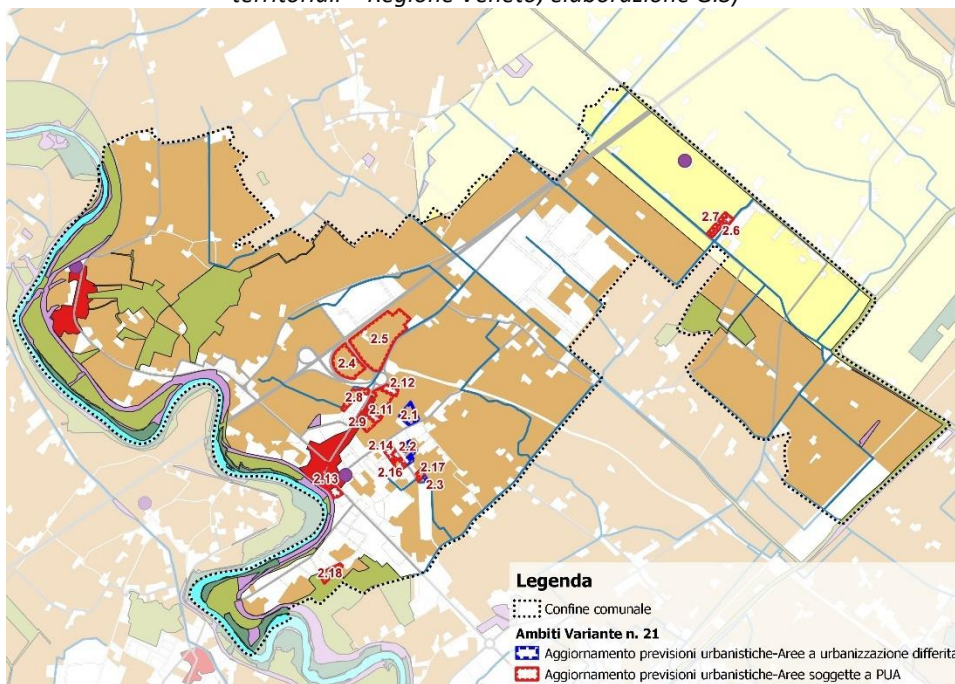 territoriali – Regione Veneto, elaborazione GIS)
2.7
2.6
2.5
2.4
2.12
2.8
2.11
2.9
2.1
2.14
2.2
2.16
2.17
2.3
2.13
2.18
Legenda
Confine comunale
Ambiti Variante n. 21
Aggiornamento previsioni urbanistiche-Aree a urbanizzazione differita
Aggiornamento previsioni urbanistiche-Aree soggette a PUA